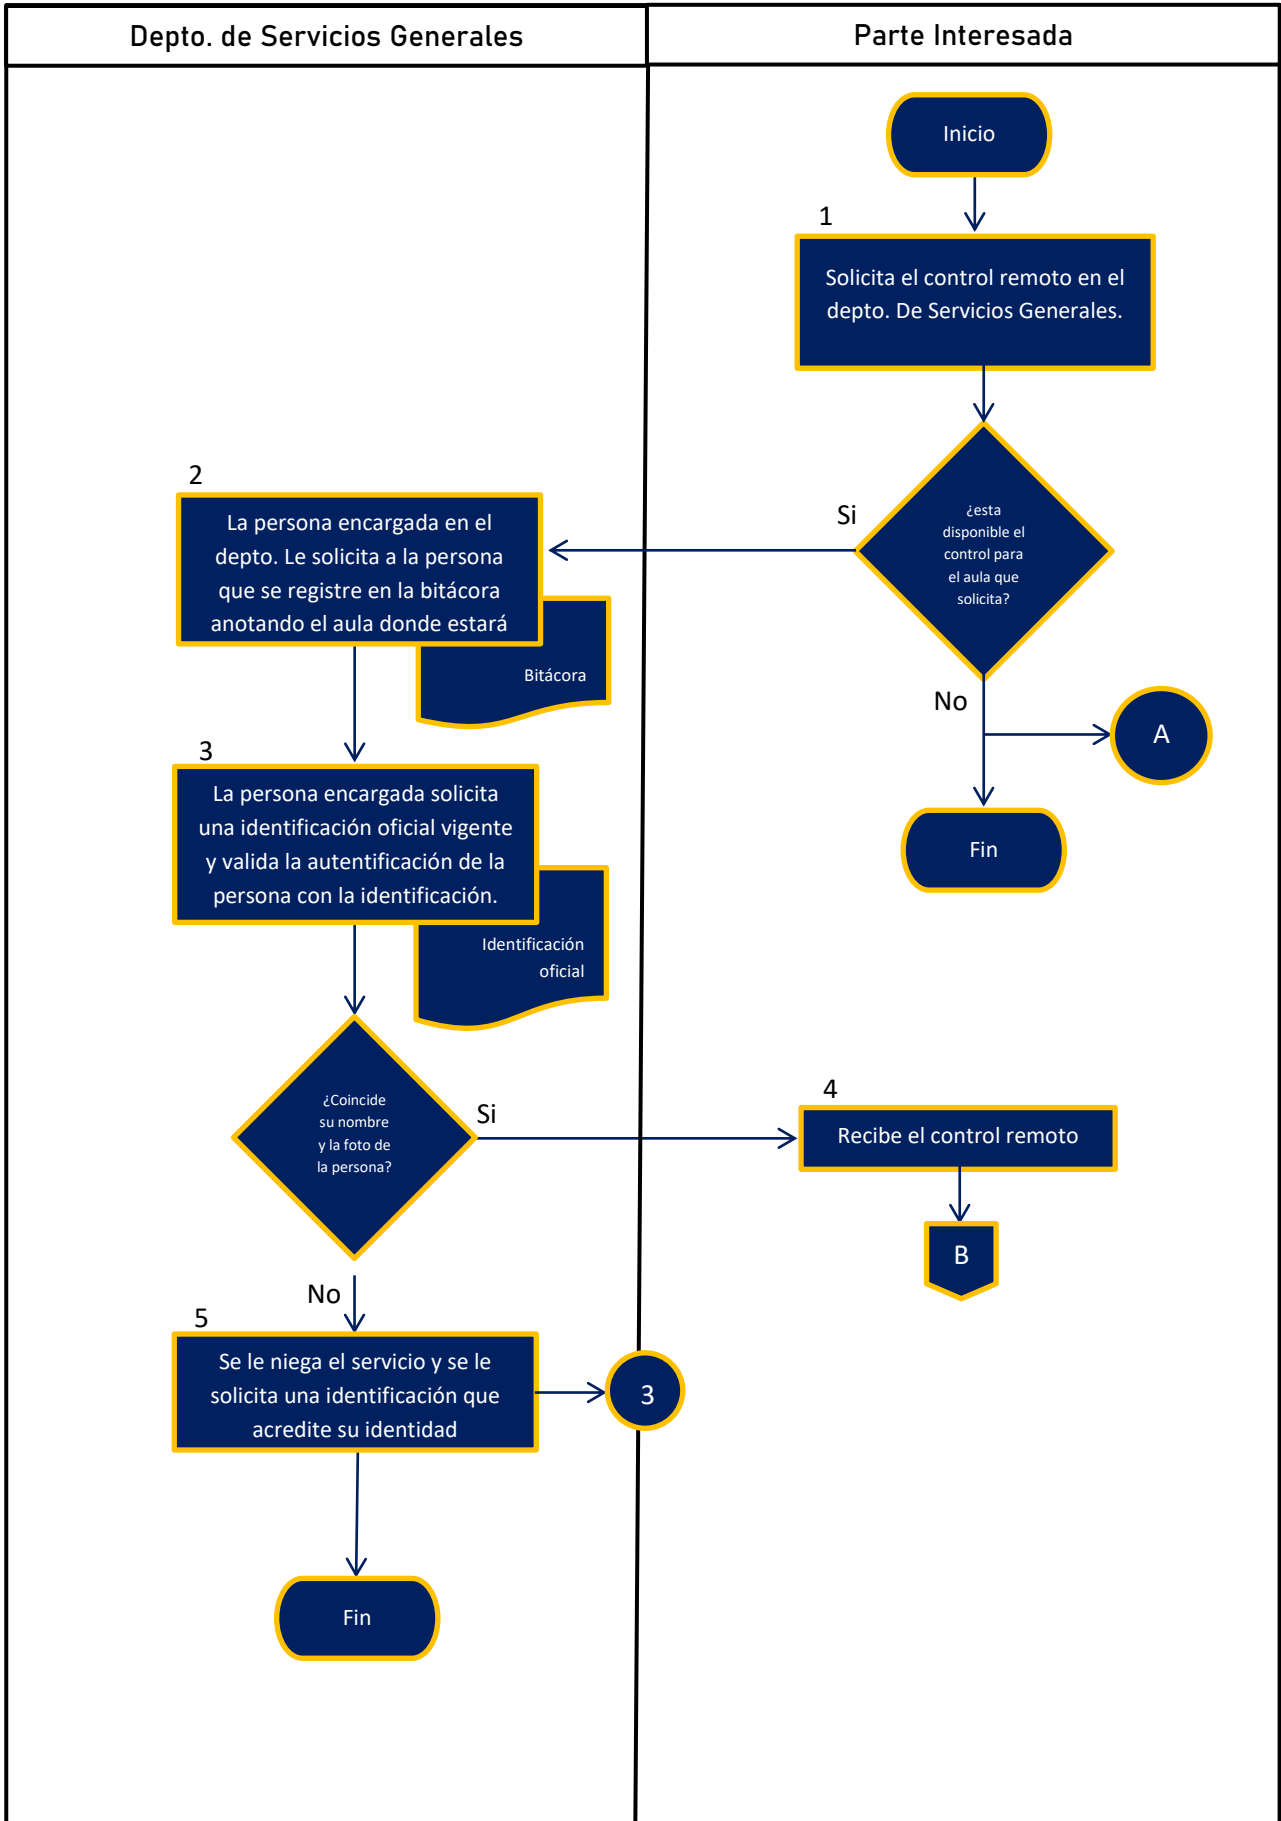 Depto. de Servicios Generales
Parte Interesada
Inicio
1
Solicita el control remoto en el
depto. De Servicios Generales.
¿esta
disponible el
control para
el aula que
solicita?
Si
No
A
Fin
2
La persona encargada en el
depto. Le solicita a la persona
que se registre en la bitácora
anotando el aula donde estará
Bitácora
3
La persona encargada solicita
una identificación oficial vigente
y valida la autentificación de la
persona con la identificación.
Identificación
oficial
¿Coincide
su nombre
y la foto de
la persona?
Si
4
Recibe el control remoto
B
No
5
Se le niega el servicio y se le
solicita una identificación que
acredite su identidad
3
Fin